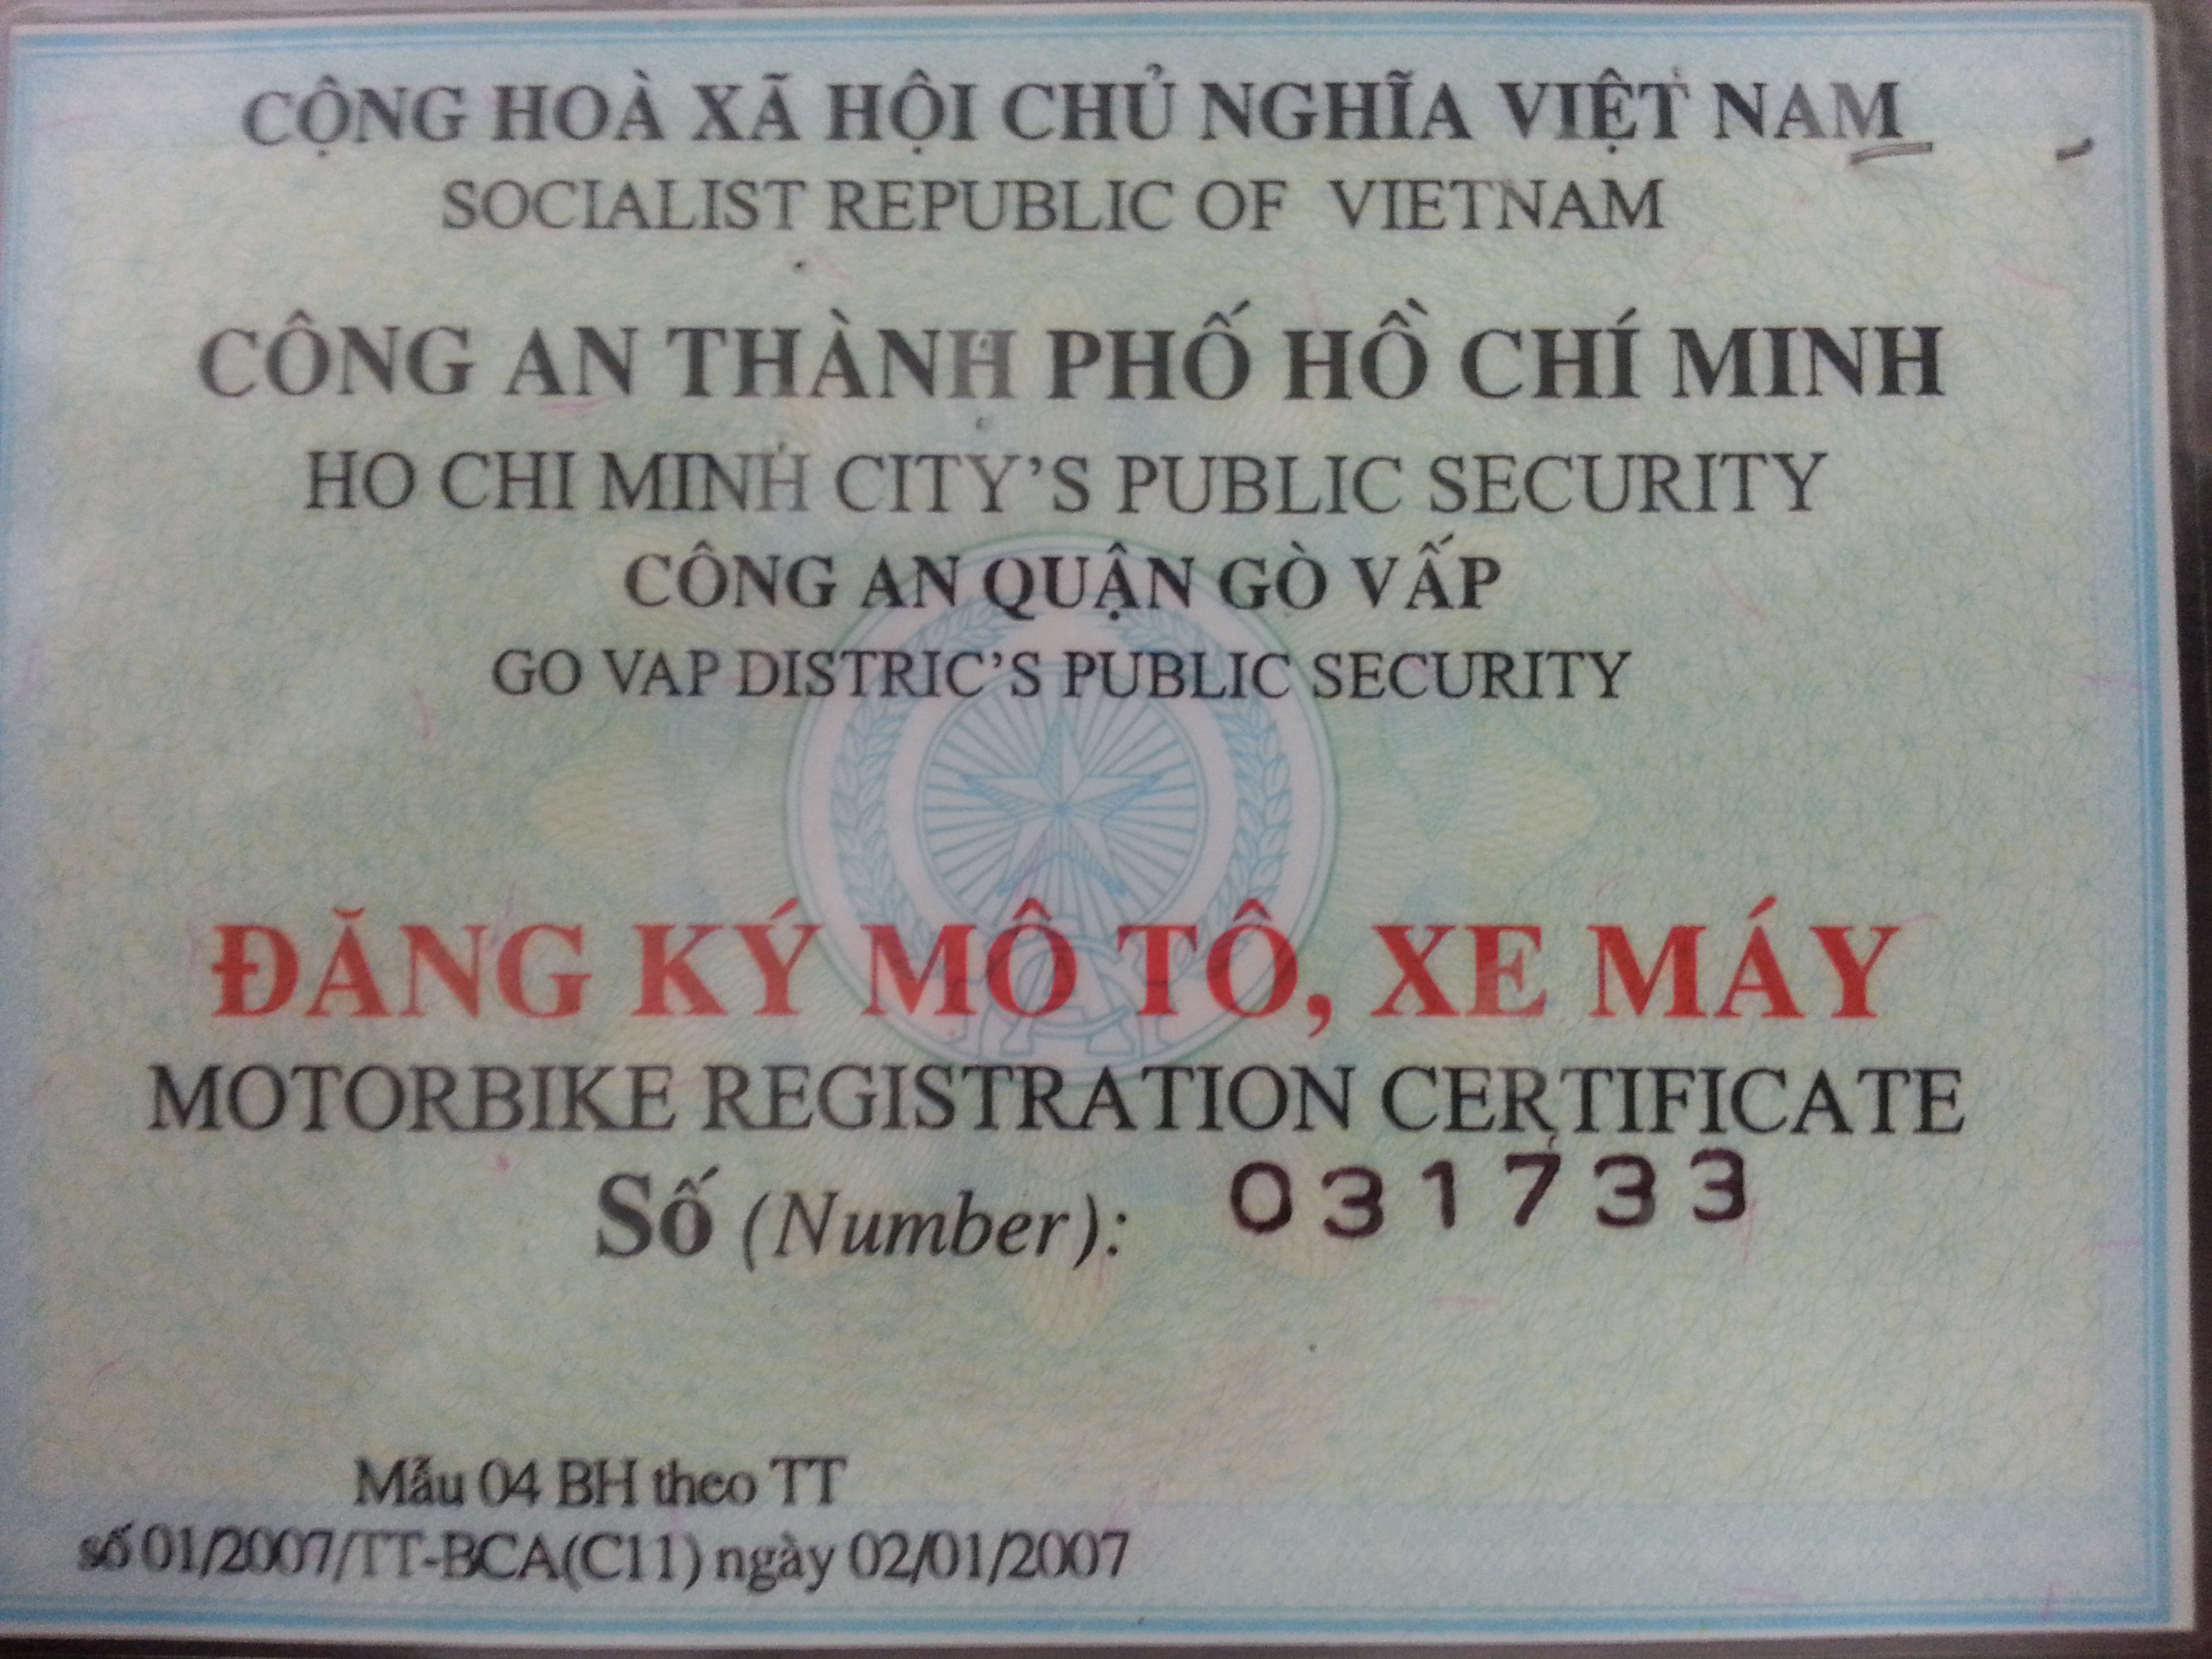 CỘNG HOÀ XÃ HỘI CHỦ NGHĨA VIỆT NAM
SOCIALIST REPUBLIC OF VIETNAM
CÔNG AN THÀNH PHỐ HỒ CHÍ MINH
HO CHI MINH CITY'S PUBLIC SECURITY
CÔNG AN QUẬN GÒ VẤP
GO VAP DISTRIC'S PUBLIC SECURITY
ĐĂNG KÝ MÔ TÔ, XE MÁY
MOTORBIKE REGISTRATION CERTIFICATE
Số (Number): 031733
Mẫu 04 BH theo TT
số 01/2007/TT-BCA(C11) ngày 02/01/2007